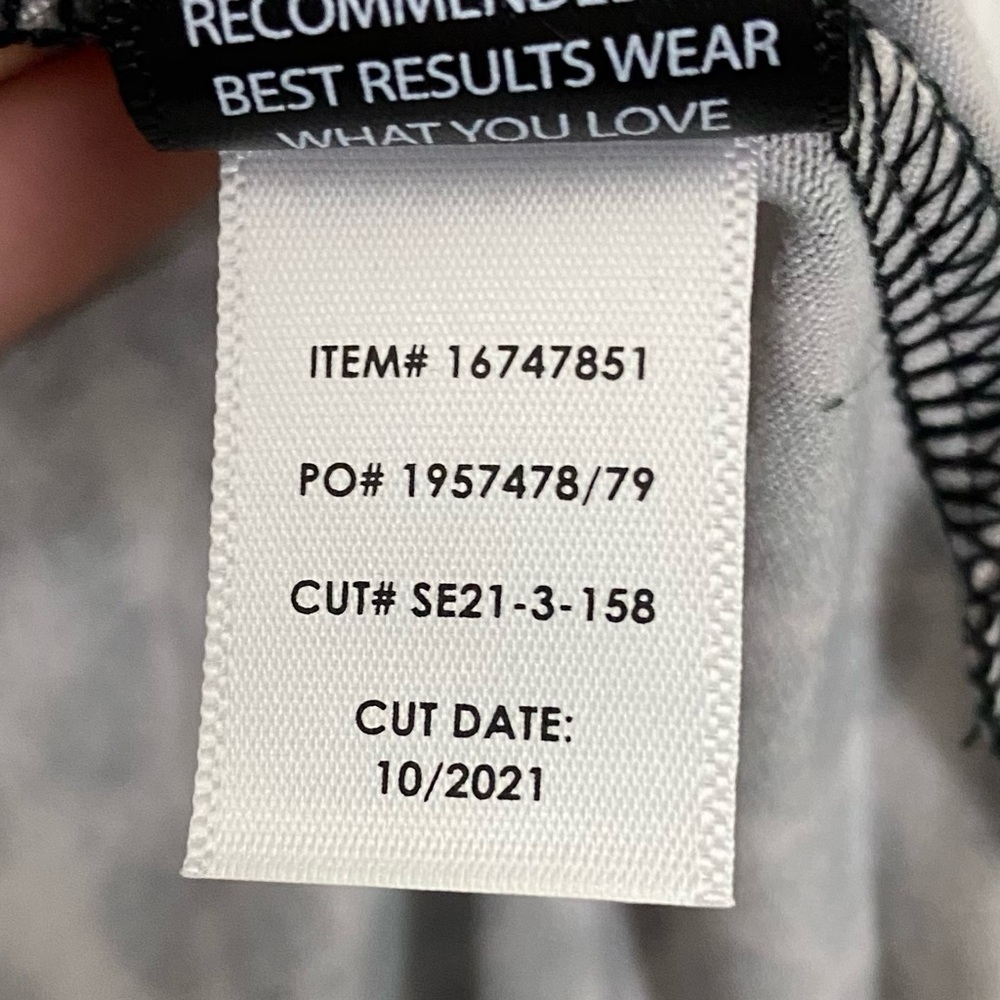 BEST RESULTS WEAR
WHAT YOU LOVE
ITEM# 16747851
PO# 1957478/79
CUT# SE21-3-158
CUT DATE:
10/2021